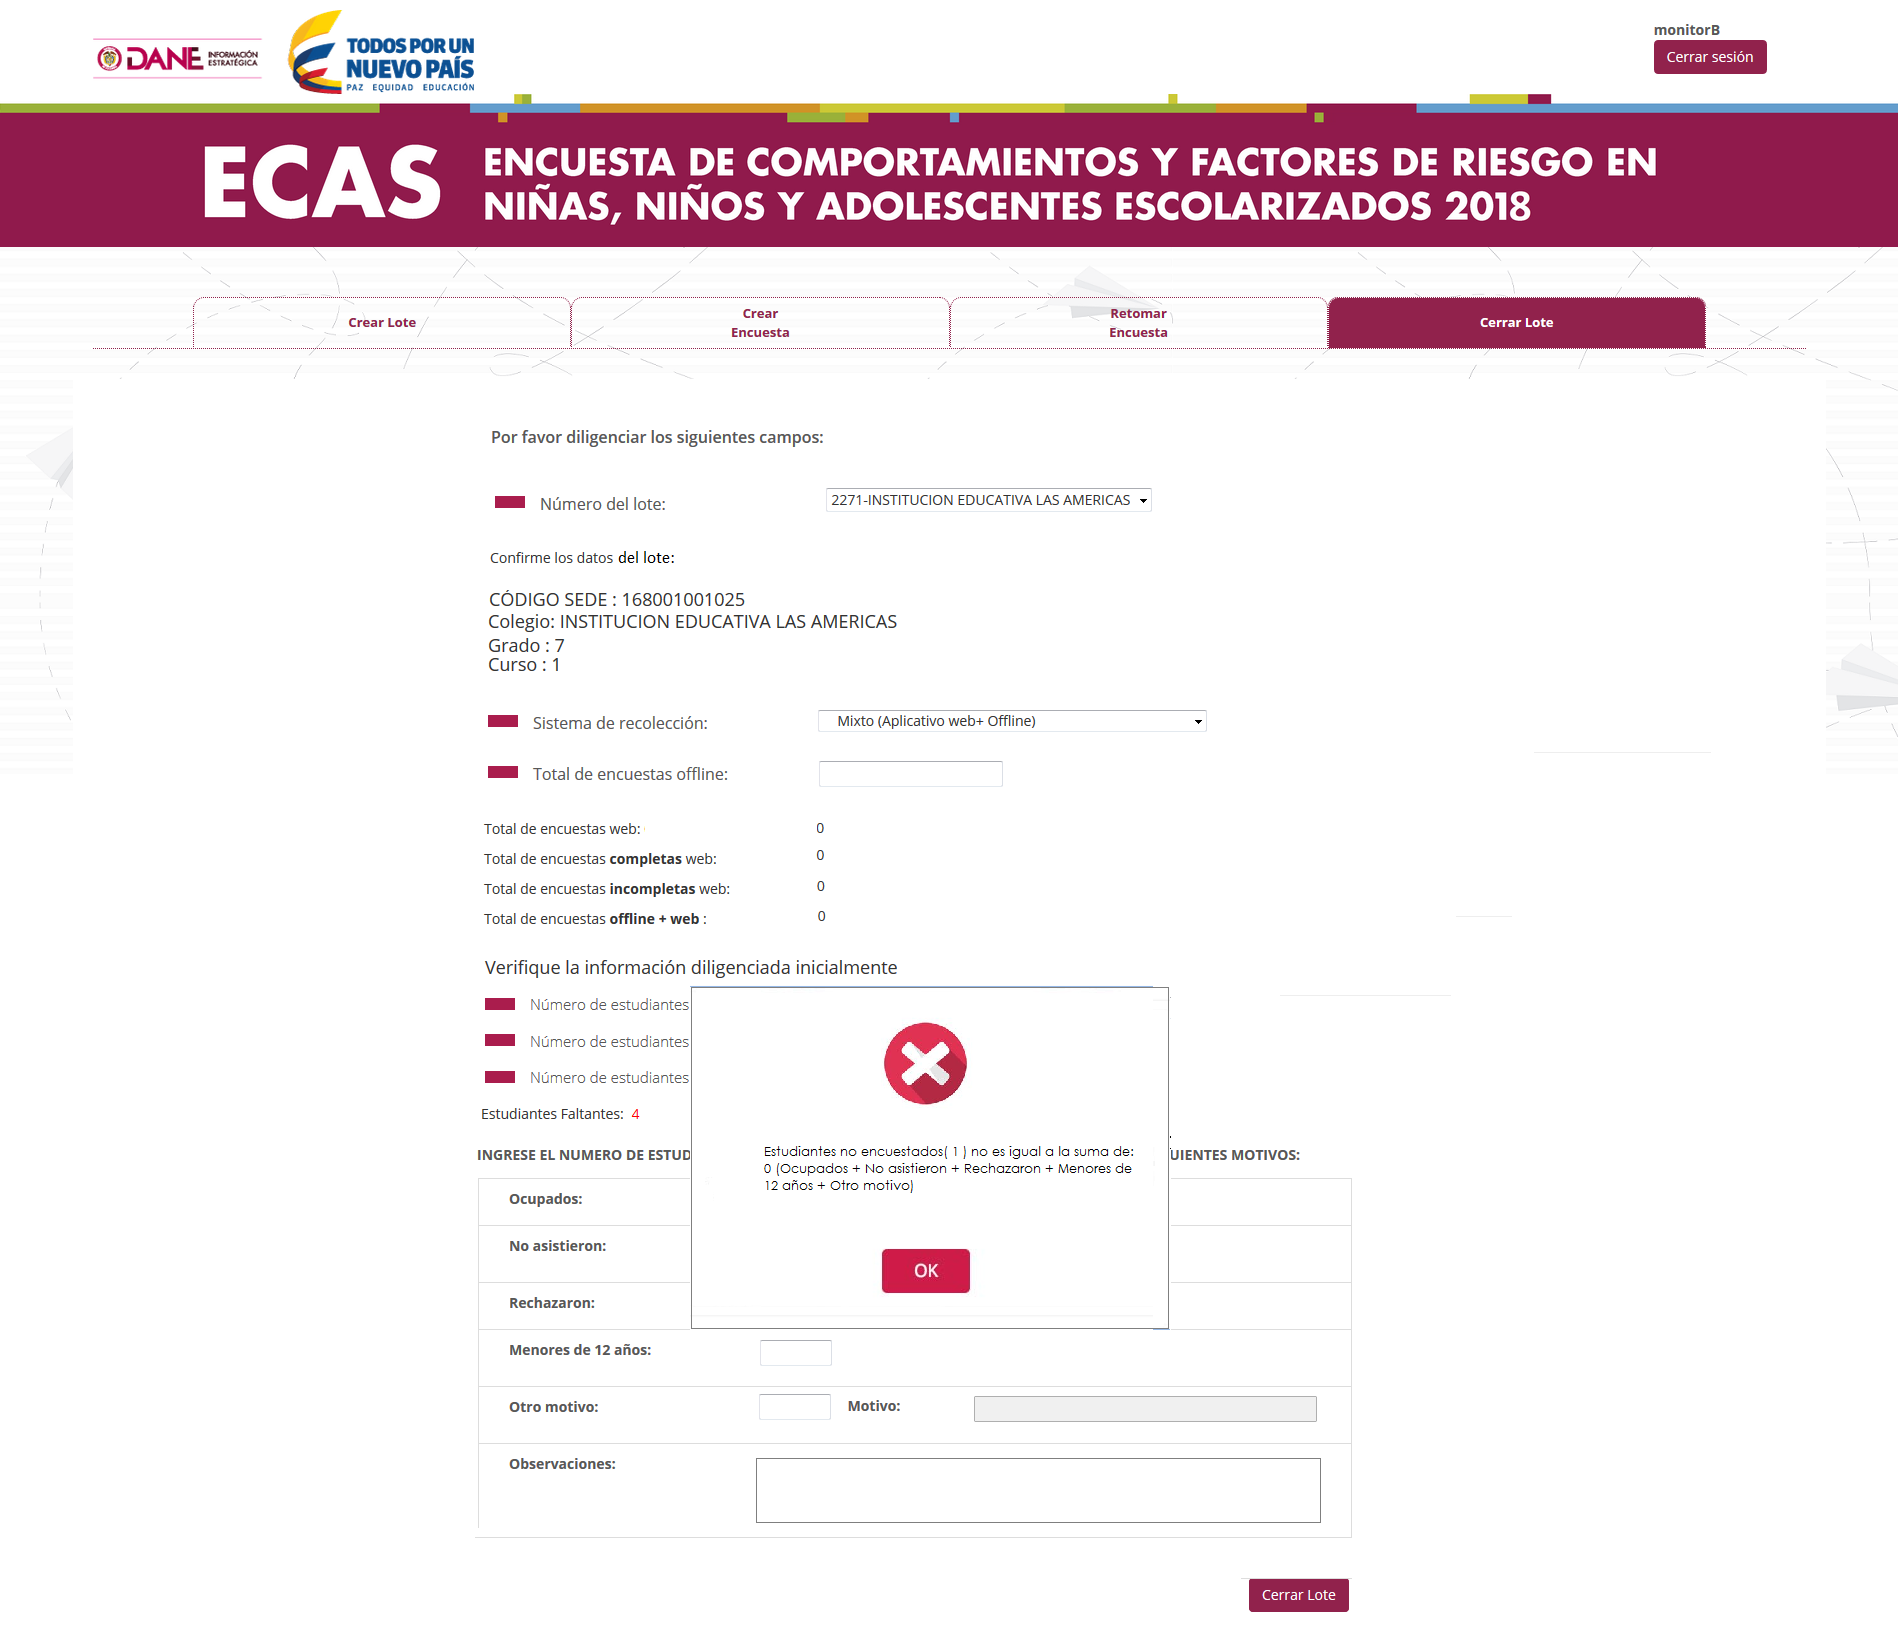 DANE INFORMACIÓN ESTRATÉGICA
TODOS POR UN
NUEVO PAÍS
PAZ EQUIDAD EDUCACIÓN
monitorB
Cerrar sesión
ECAS
ENCUESTA DE COMPORTAMIENTOS Y FACTORES DE RIESGO EN
NIÑAS, NIÑOS Y ADOLESCENTES ESCOLARIZADOS 2018
Crear Lote
Crear
Encuesta
Retomar
Encuesta
Cerrar Lote
Por favor diligenciar los siguientes campos:
Número del lote: 2271-INSTITUCION EDUCATIVA LAS AMERICAS
Confirme los datos del lote:
CÓDIGO SEDE : 168001001025
Colegio: INSTITUCION EDUCATIVA LAS AMERICAS
Grado : 7
Curso : 1
Sistema de recolección: Mixto (Aplicativo web+ Offline)
Total de encuestas offline:
Total de encuestas web: 0
Total de encuestas completas web: 0
Total de encuestas incompletas web: 0
Total de encuestas offline + web : 0
Verifique la información diligenciada inicialmente
Número de estudiantes
Número de estudiantes
Número de estudiantes
Estudiantes Faltantes: 4
INGRESE EL NUMERO DE ESTUD
UIENTES MOTIVOS:
Estudiantes no encuestados( 1 ) no es igual a la suma de:
0 (Ocupados + No asistieron + Rechazaron + Menores de
12 años + Otro motivo)
OK
Ocupados:
No asistieron:
Rechazaron:
Menores de 12 años:
Otro motivo: Motivo:
Observaciones:
Cerrar Lote